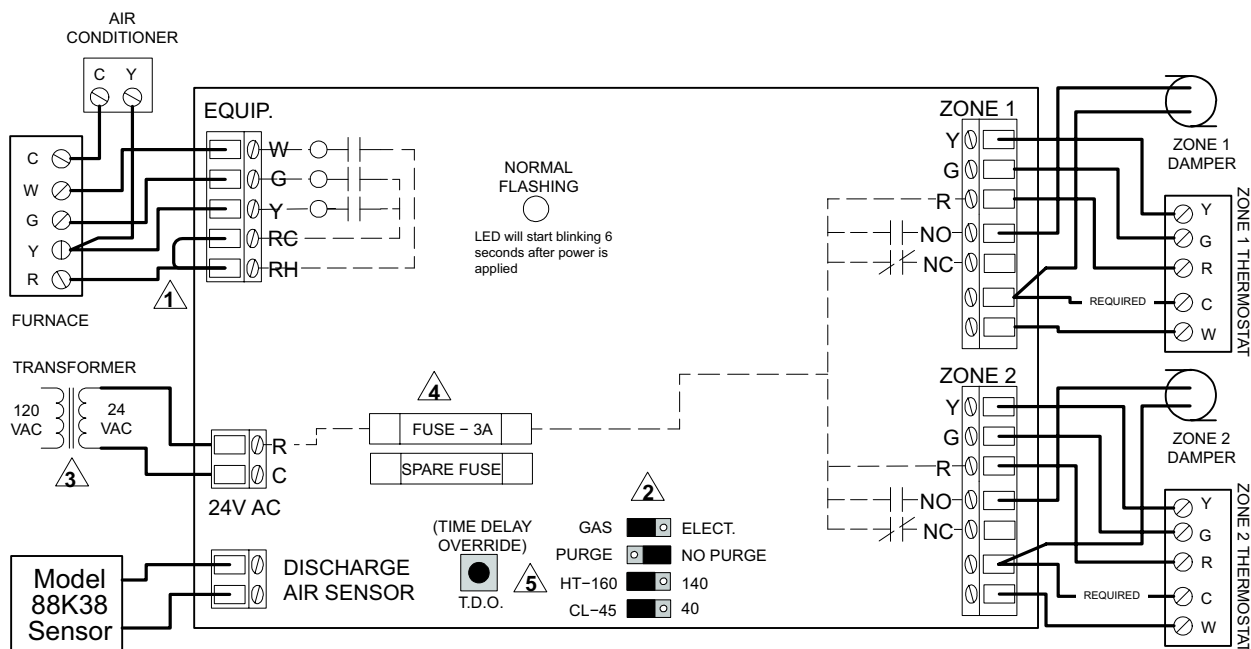 AIR
CONDITIONER
C Y
EQUIP.
W
G
Y
RC
RH
C
W
G
Y
R
FURNACE
1
NORMAL
FLASHING
LED will start blinking 6
seconds after power is
applied
ZONE 1
Y
G
R
NO
NC
ZONE 1
DAMPER
ZONE 1 THERMOSTAT
Y
G
R
REQUIRED
C
W
TRANSFORMER
120
VAC
24
VAC
3
R
C
24V AC
4
FUSE – 3A
SPARE FUSE
ZONE 2
Y
G
R
NO
NC
ZONE 2
DAMPER
ZONE 2 THERMOSTAT
Y
G
R
REQUIRED
C
W
2
GAS ELECT.
PURGE NO PURGE
HT–160 140
CL–45 40
(TIME DELAY
OVERRIDE)
T.D.O.
5
DISCHARGE
AIR SENSOR
Model
88K38
Sensor